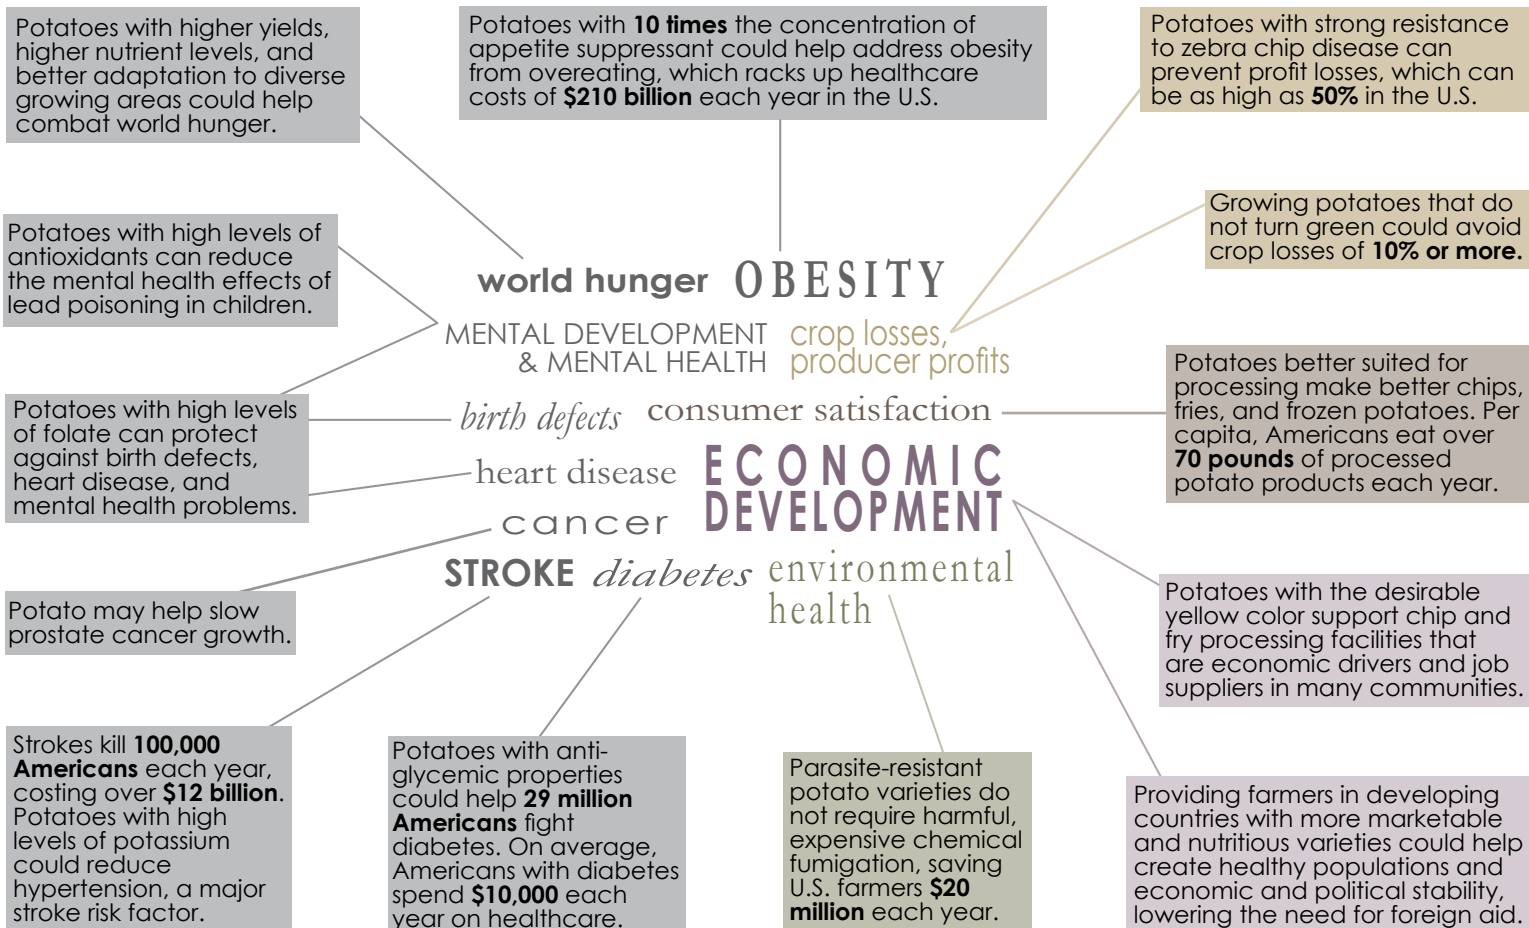 Potatoes with higher yields,
higher nutrient levels, and
better adaptation to diverse
growing areas could help
combat world hunger.
Potatoes with 10 times the concentration of
appetite suppressant could help address obesity
from overeating, which racks up healthcare
costs of $210 billion each year in the U.S.
Potatoes with strong resistance
to zebra chip disease can
prevent profit losses, which can
be as high as 50% in the U.S.
Potatoes with high levels of
antioxidants can reduce
the mental health effects of
lead poisoning in children.
Growing potatoes that do
not turn green could avoid
crop losses of 10% or more.
world hunger
OBESITY
MENTAL DEVELOPMENT
& MENTAL HEALTH
crop losses,
producer profits
birth defects
consumer satisfaction
heart disease
ECONOMIC
DEVELOPMENT
cancer
STROKE
diabetes
environmental
health
Potatoes with high levels
of folate can protect
against birth defects,
heart disease, and
mental health problems.
Potatoes better suited for
processing make better chips,
fries, and frozen potatoes. Per
capita, Americans eat over
70 pounds of processed
potato products each year.
Potato may help slow
prostate cancer growth.
Potatoes with the desirable
yellow color support chip and
fry processing facilities that
are economic drivers and job
suppliers in many communities.
Strokes kill 100,000
Americans each year,
costing over $12 billion.
Potatoes with high
levels of potassium
could reduce
hypertension, a major
stroke risk factor.
Potatoes with anti-
glycemic properties
could help 29 million
Americans fight
diabetes. On average,
Americans with diabetes
spend $10,000 each
year on healthcare.
Parasite-resistant
potato varieties do
not require harmful,
expensive chemical
fumigation, saving
U.S. farmers $20
million each year.
Providing farmers in developing
countries with more marketable
and nutritious varieties could help
create healthy populations and
economic and political stability,
lowering the need for foreign aid.